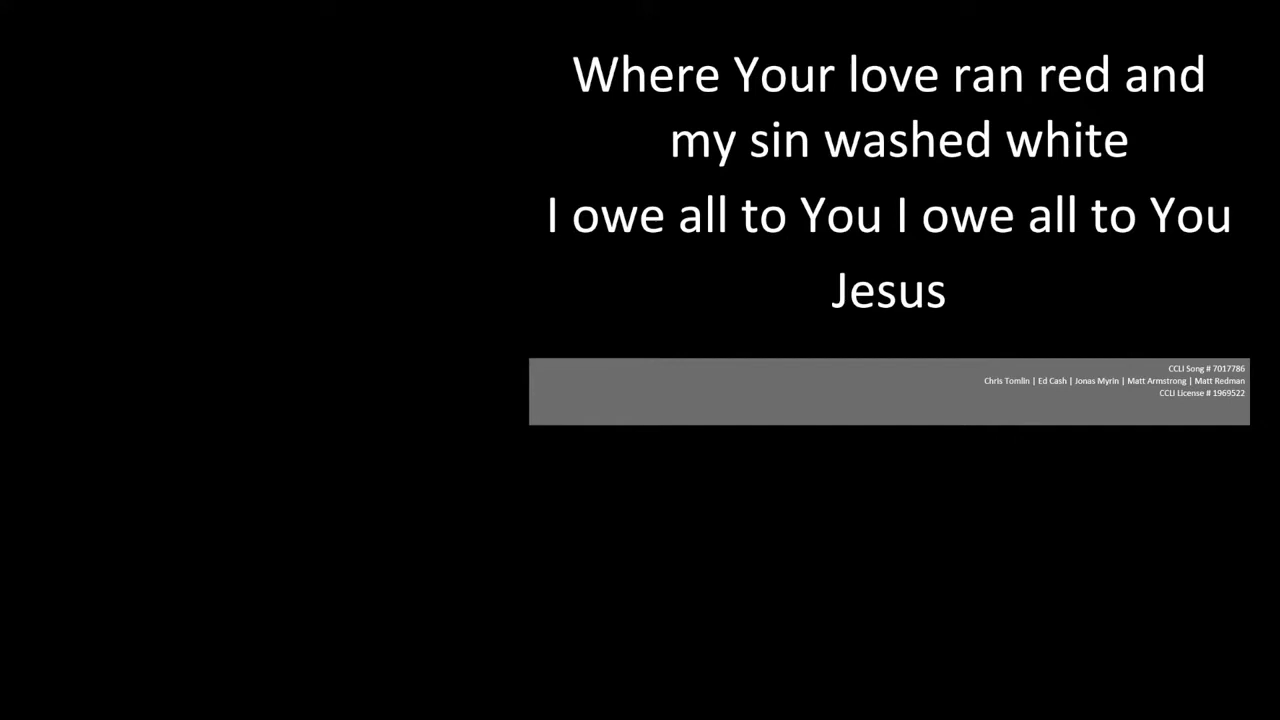 Where Your love ran red and
my sin washed white
I owe all to You I owe all to You
Jesus
CCLI Song # 7017786
Chris Tomlin | Ed Cash | Jonas Myrin | Matt Armstrong | Matt Redman
CCLI License # 1969522